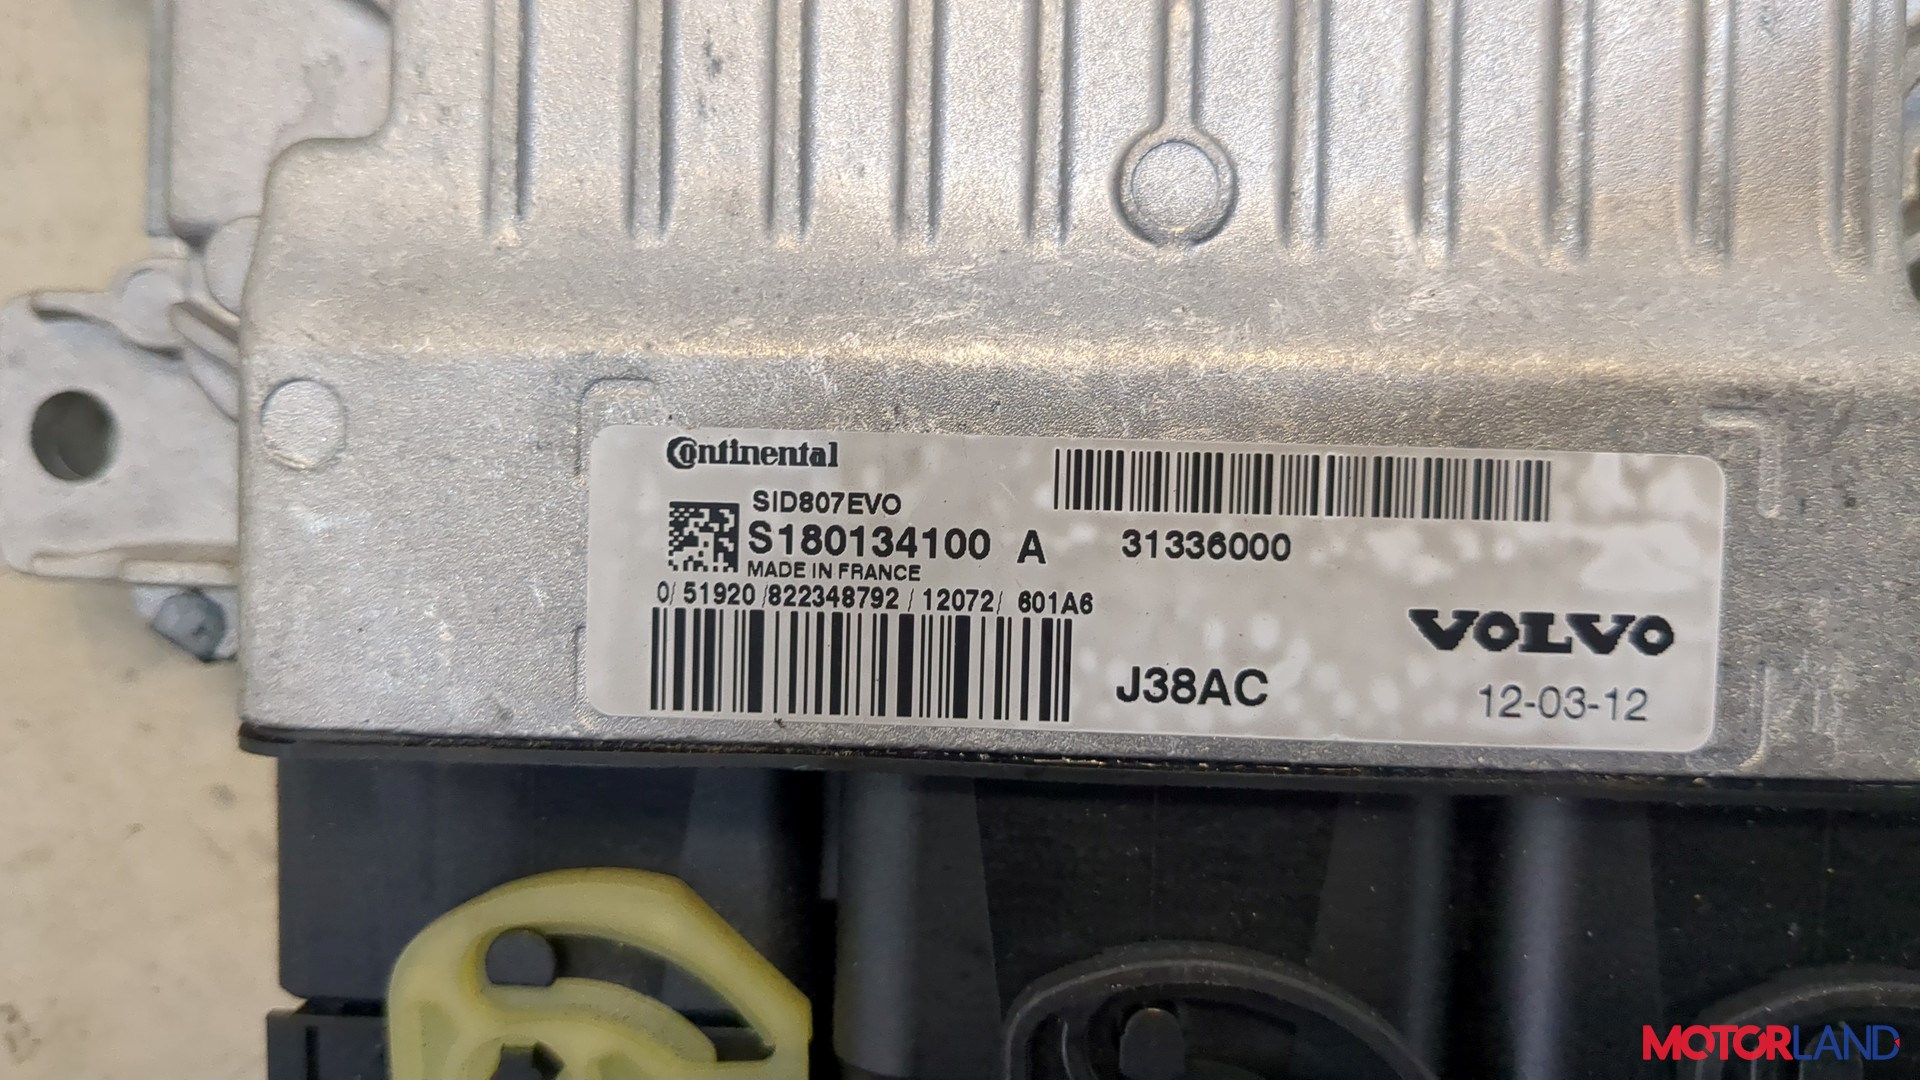 Continental
SID807EVO
S180134100 A 31336000
MADE IN FRANCE
0/ 51920 /822348792 / 12072/ 601A6
VOLVO
J38AC
12-03-12
MOTORLAND